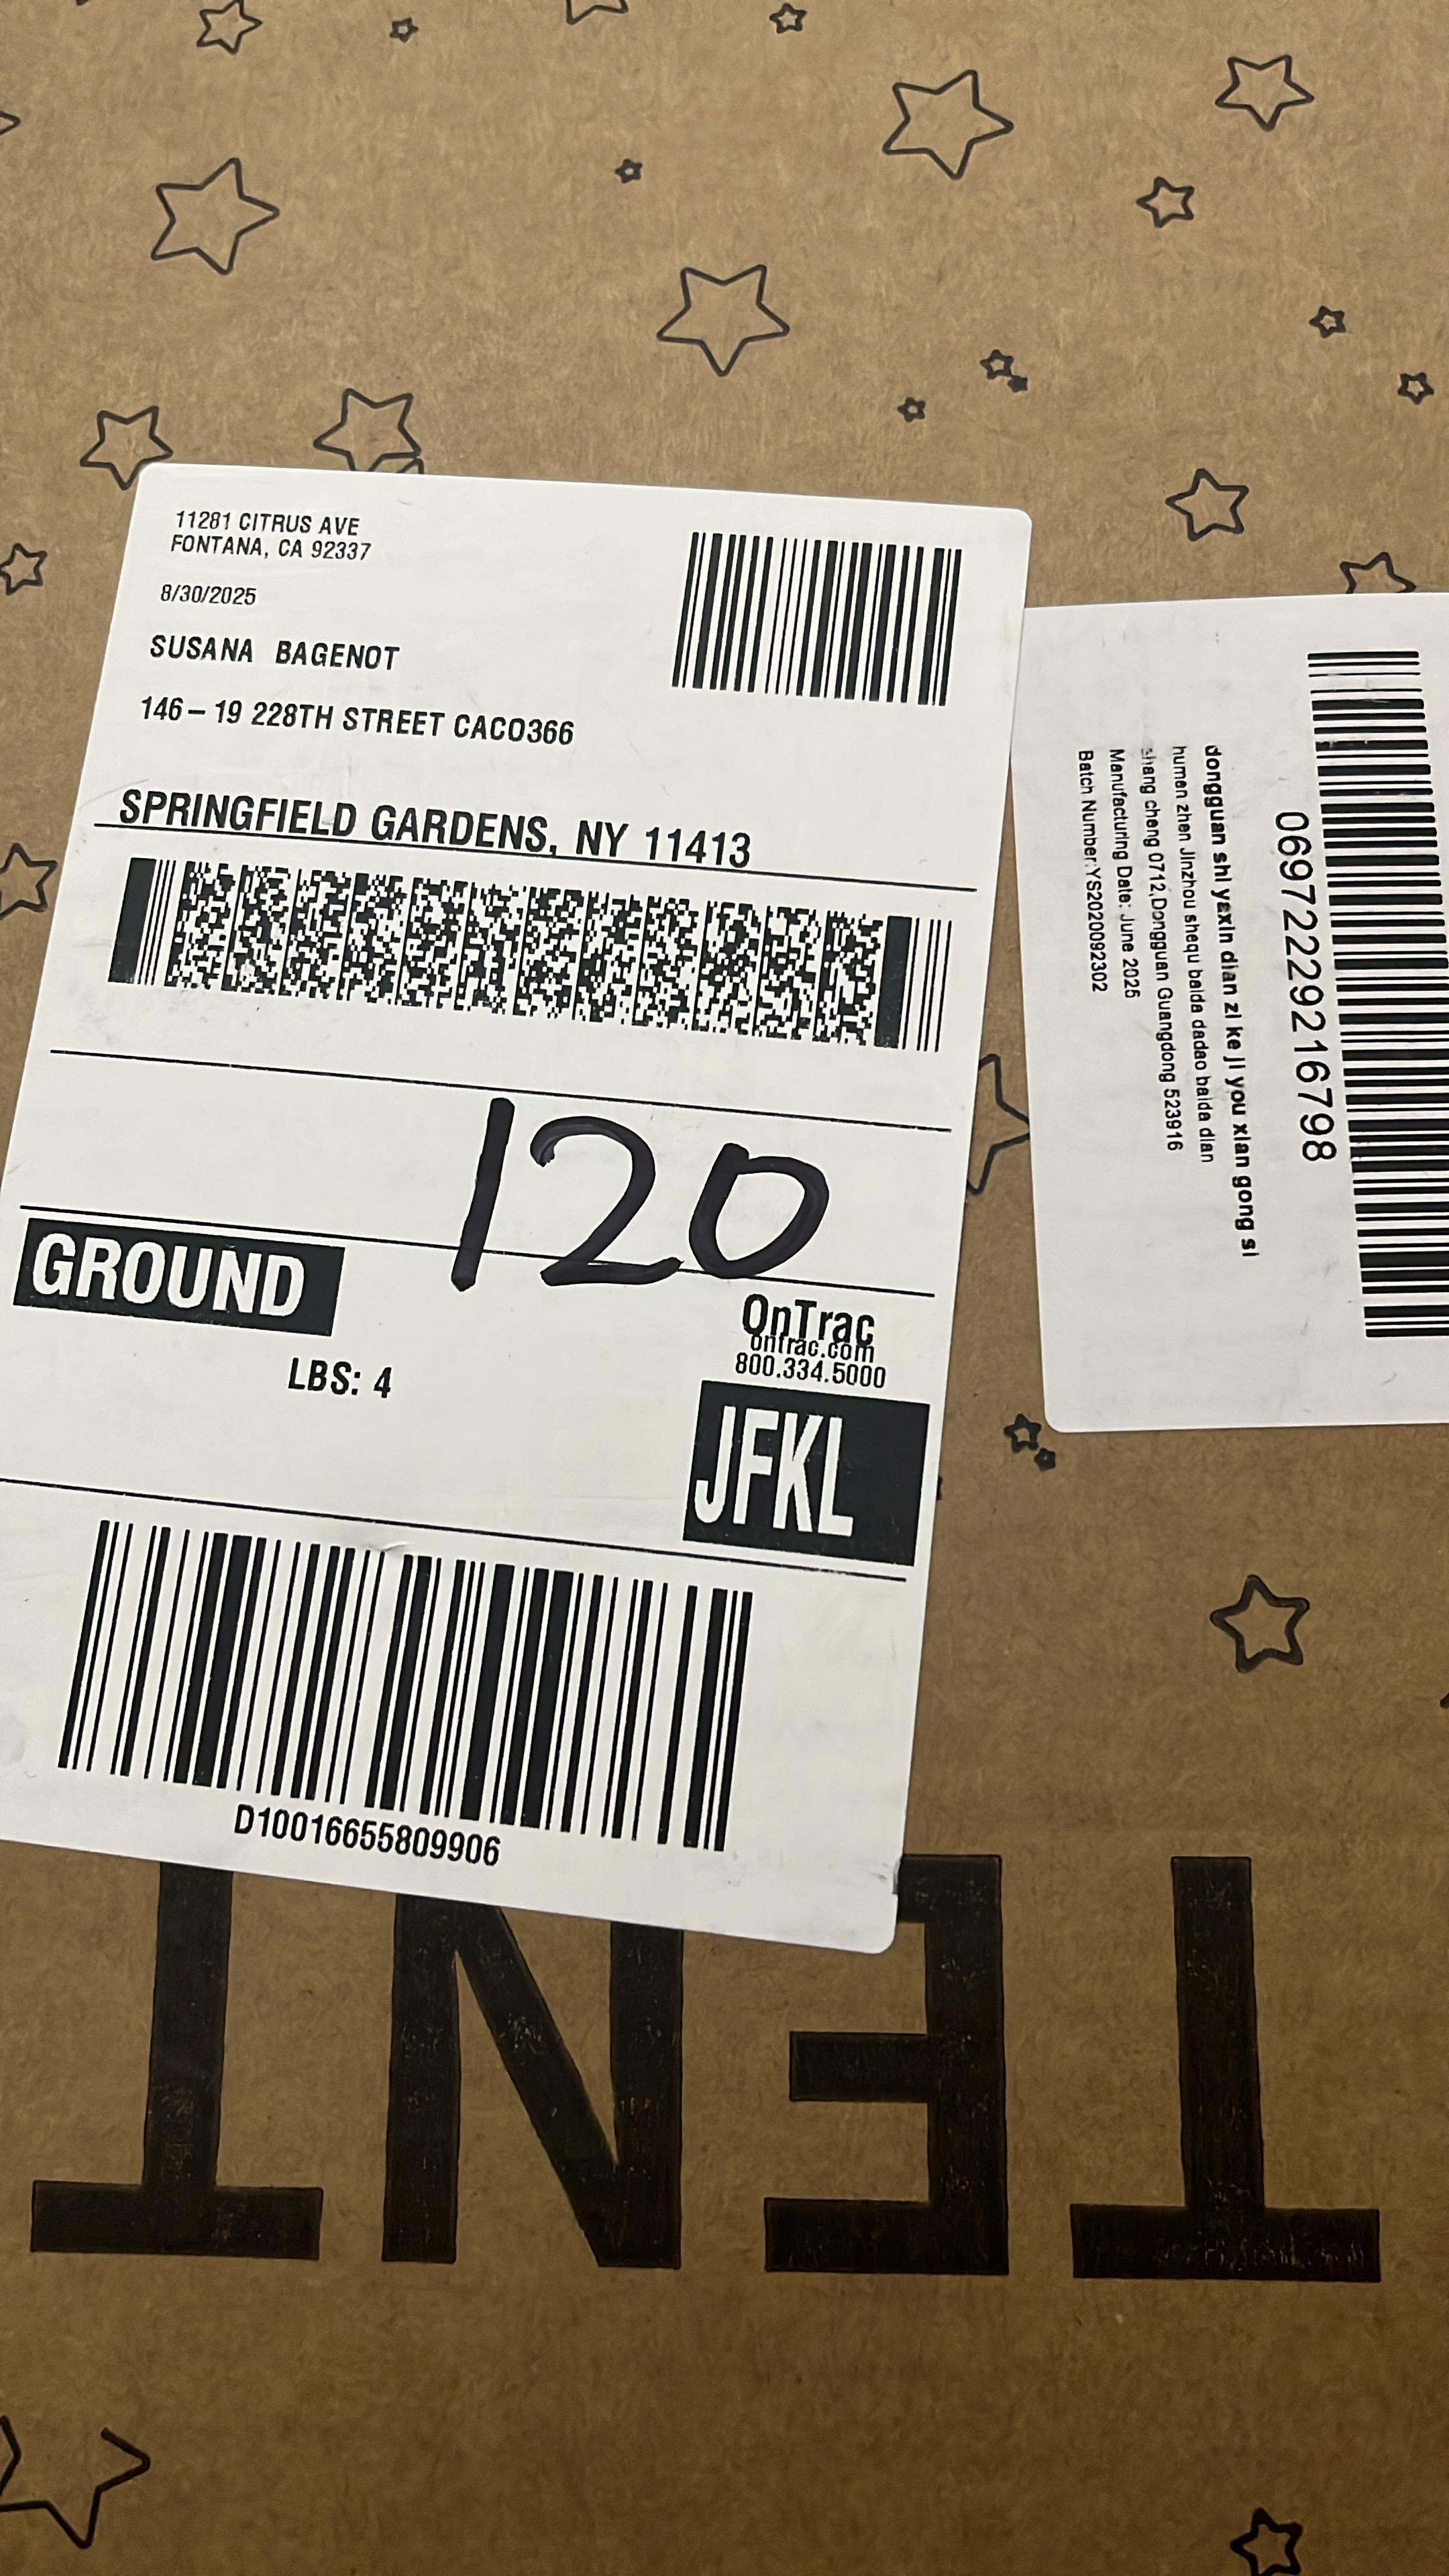 11281 CITRUS AVE
FONTANA, CA 92337
8/30/2025
SUSANA BAGENOT
146-19 228TH STREET CACO366
SPRINGFIELD GARDENS, NY 11413
120
GROUND
LBS: 4
OnTrac
ontrac.com
800.334.5000
JFKL
D10016655809906
06972229216798
dongguan shi yaxin dian zi ke ji you xian gong si
humen zhen Jinzhou shequ baida dadao baida dian
shang cheng 0712,Dongguan Guangdong 523916
Manufacturing Date: June 2025
Batch Number:YS2020092302
TENT